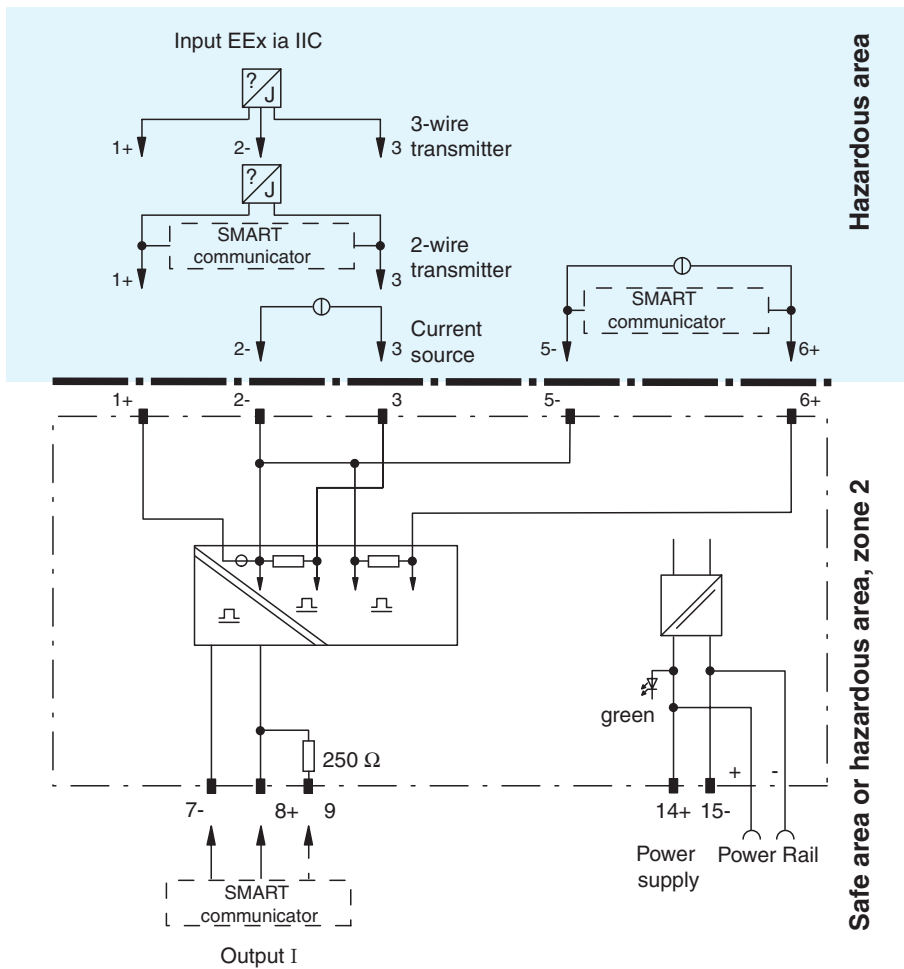 Input EEx ia IIC
Hazardous area
? J
3-wire
transmitter
1+ 2- 3
? J
SMART
communicator
2-wire
transmitter
1+ 3
SMART
communicator
Current
source
2- 3 5- 6+
1+ 2- 3 5- 6+
Safe area or hazardous area, zone 2
green
250 Ω
+ -
7- 8+ 9 14+ 15-
Power
supply
Power Rail
SMART
communicator
Output I